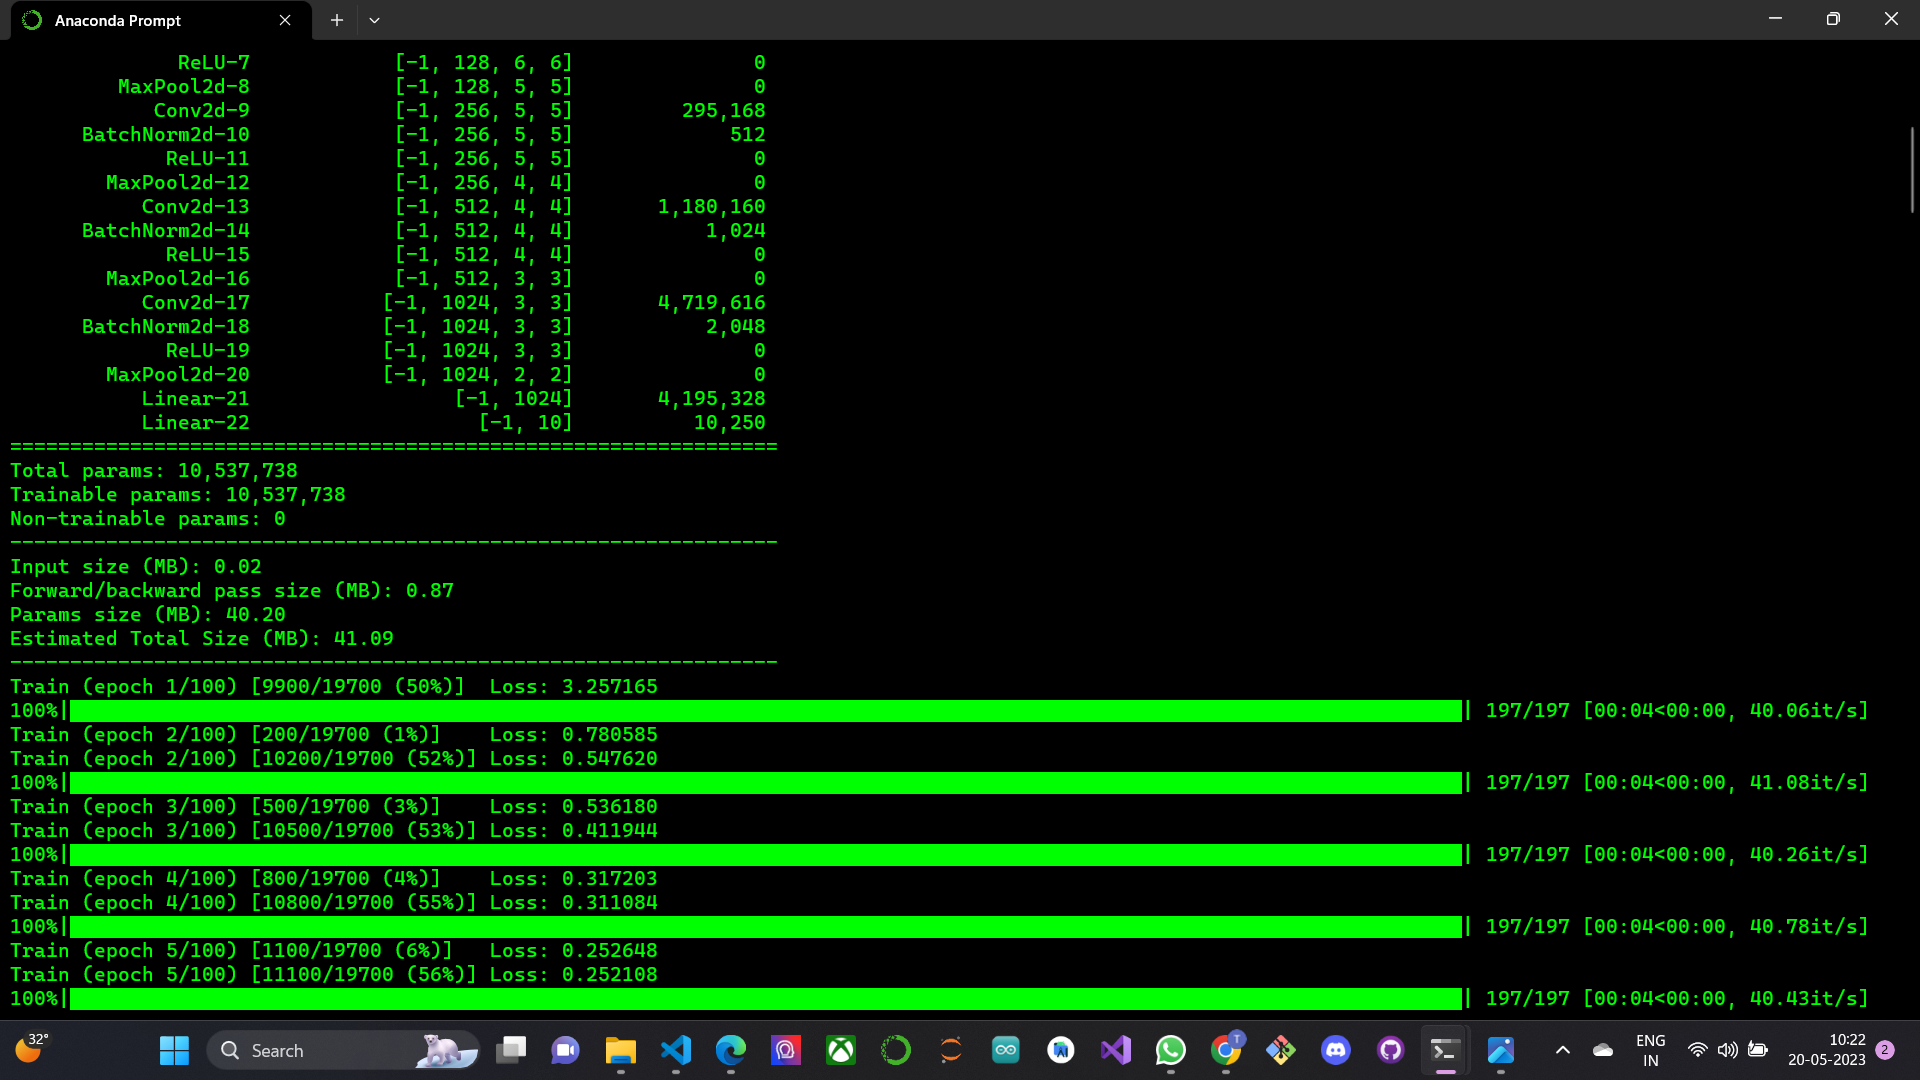 Anaconda Prompt
ReLU-7 [-1, 128, 6, 6] 0
MaxPool2d-8 [-1, 128, 5, 5] 0
Conv2d-9 [-1, 256, 5, 5] 295,168
BatchNorm2d-10 [-1, 256, 5, 5] 512
ReLU-11 [-1, 256, 5, 5] 0
MaxPool2d-12 [-1, 256, 4, 4] 0
Conv2d-13 [-1, 512, 4, 4] 1,180,160
BatchNorm2d-14 [-1, 512, 4, 4] 1,024
ReLU-15 [-1, 512, 4, 4] 0
MaxPool2d-16 [-1, 512, 3, 3] 0
Conv2d-17 [-1, 1024, 3, 3] 4,719,616
BatchNorm2d-18 [-1, 1024, 3, 3] 2,048
ReLU-19 [-1, 1024, 3, 3] 0
MaxPool2d-20 [-1, 1024, 2, 2] 0
Linear-21 [-1, 1024] 4,195,328
Linear-22 [-1, 10] 10,250
================================================================
Total params: 10,537,738
Trainable params: 10,537,738
Non-trainable params: 0
----------------------------------------------------------------
Input size (MB): 0.02
Forward/backward pass size (MB): 0.87
Params size (MB): 40.20
Estimated Total Size (MB): 41.09
----------------------------------------------------------------
Train (epoch 1/100) [9900/19700 (50%)] Loss: 3.257165
100%| | 197/197 [00:04<00:00, 40.06it/s]
Train (epoch 2/100) [200/19700 (1%)] Loss: 0.780585
Train (epoch 2/100) [10200/19700 (52%)] Loss: 0.547620
100%| | 197/197 [00:04<00:00, 41.08it/s]
Train (epoch 3/100) [500/19700 (3%)] Loss: 0.536180
Train (epoch 3/100) [10500/19700 (53%)] Loss: 0.411944
100%| | 197/197 [00:04<00:00, 40.26it/s]
Train (epoch 4/100) [800/19700 (4%)] Loss: 0.317203
Train (epoch 4/100) [10800/19700 (55%)] Loss: 0.311084
100%| | 197/197 [00:04<00:00, 40.78it/s]
Train (epoch 5/100) [1100/19700 (6%)] Loss: 0.252648
Train (epoch 5/100) [11100/19700 (56%)] Loss: 0.252108
100%| | 197/197 [00:04<00:00, 40.43it/s]
32°
Search
T
ENG
IN
10:22
20-05-2023
2